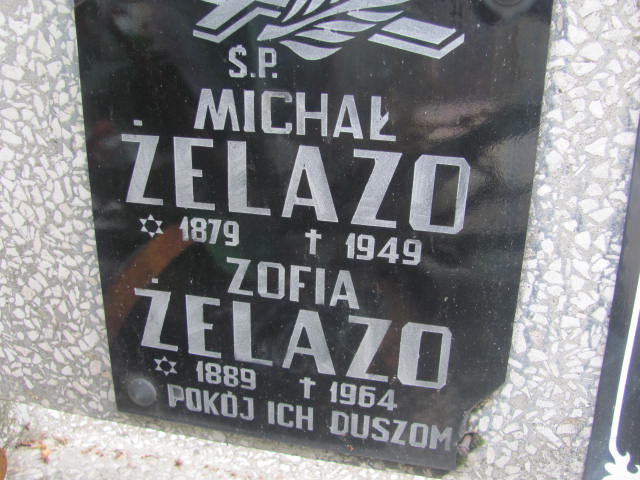 Ś.P.
MICHAŁ
ŻELAZO
✡ 1879 † 1949
ZOFIA
ŻELAZO
✡ 1889 † 1964
POKÓJ ICH DUSZOM